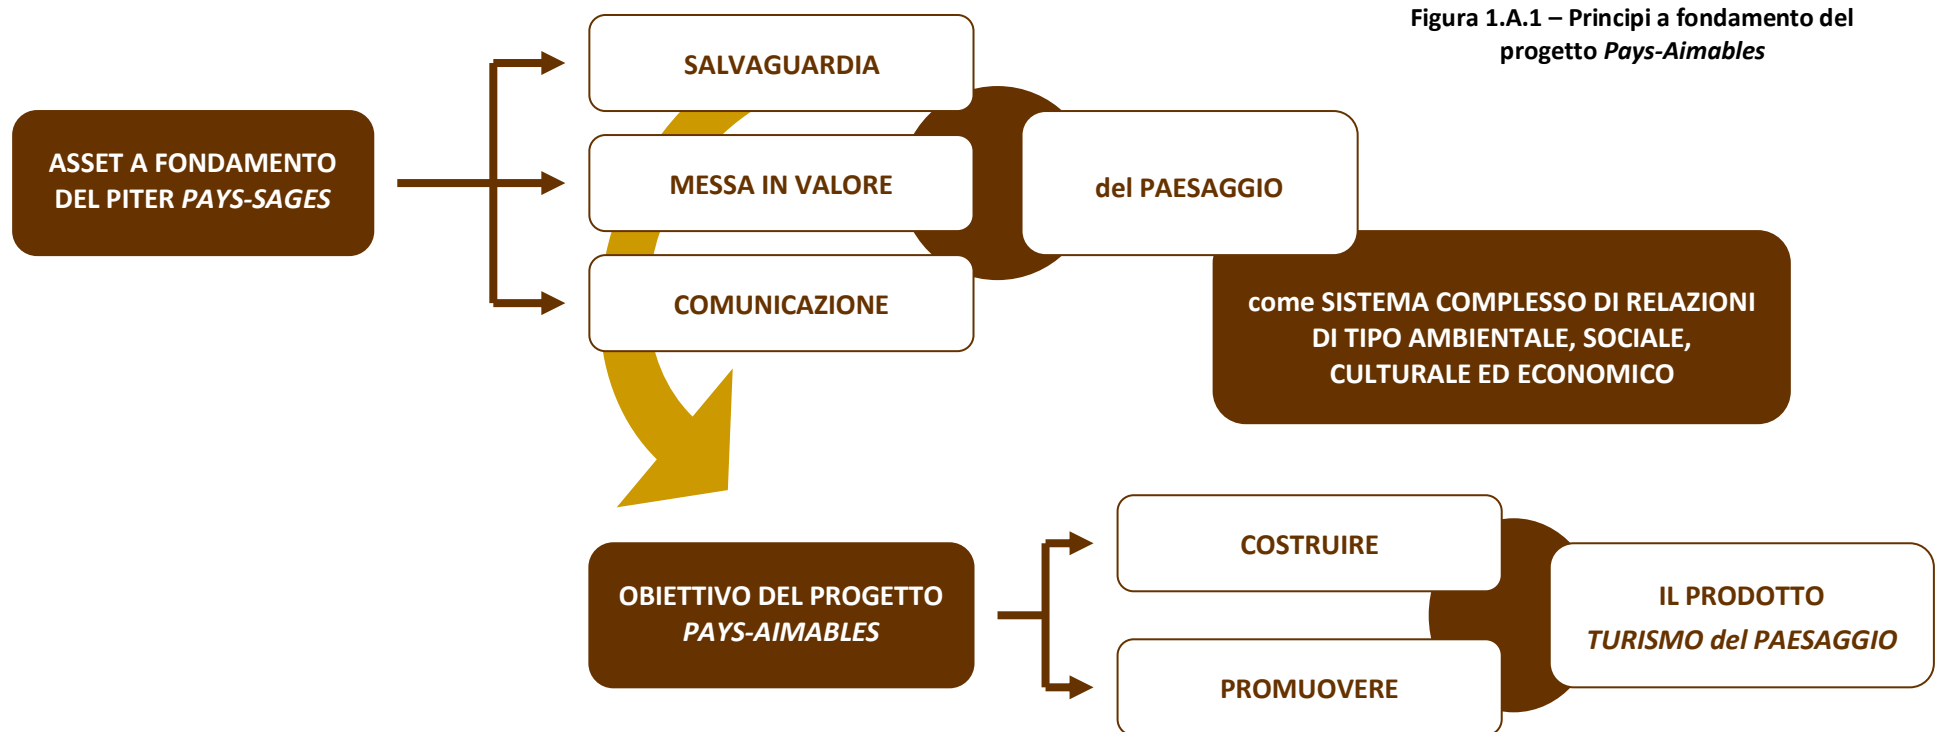 Figura 1.A.1 – Principi a fondamento del
progetto Pays-Aimables
ASSET A FONDAMENTO
DEL PITER PAYS-SAGES
SALVAGUARDIA
MESSA IN VALORE
COMUNICAZIONE
del PAESAGGIO
come SISTEMA COMPLESSO DI RELAZIONI
DI TIPO AMBIENTALE, SOCIALE,
CULTURALE ED ECONOMICO
OBIETTIVO DEL PROGETTO
PAYS-AIMABLES
COSTRUIRE
PROMUOVERE
IL PRODOTTO
TURISMO del PAESAGGIO